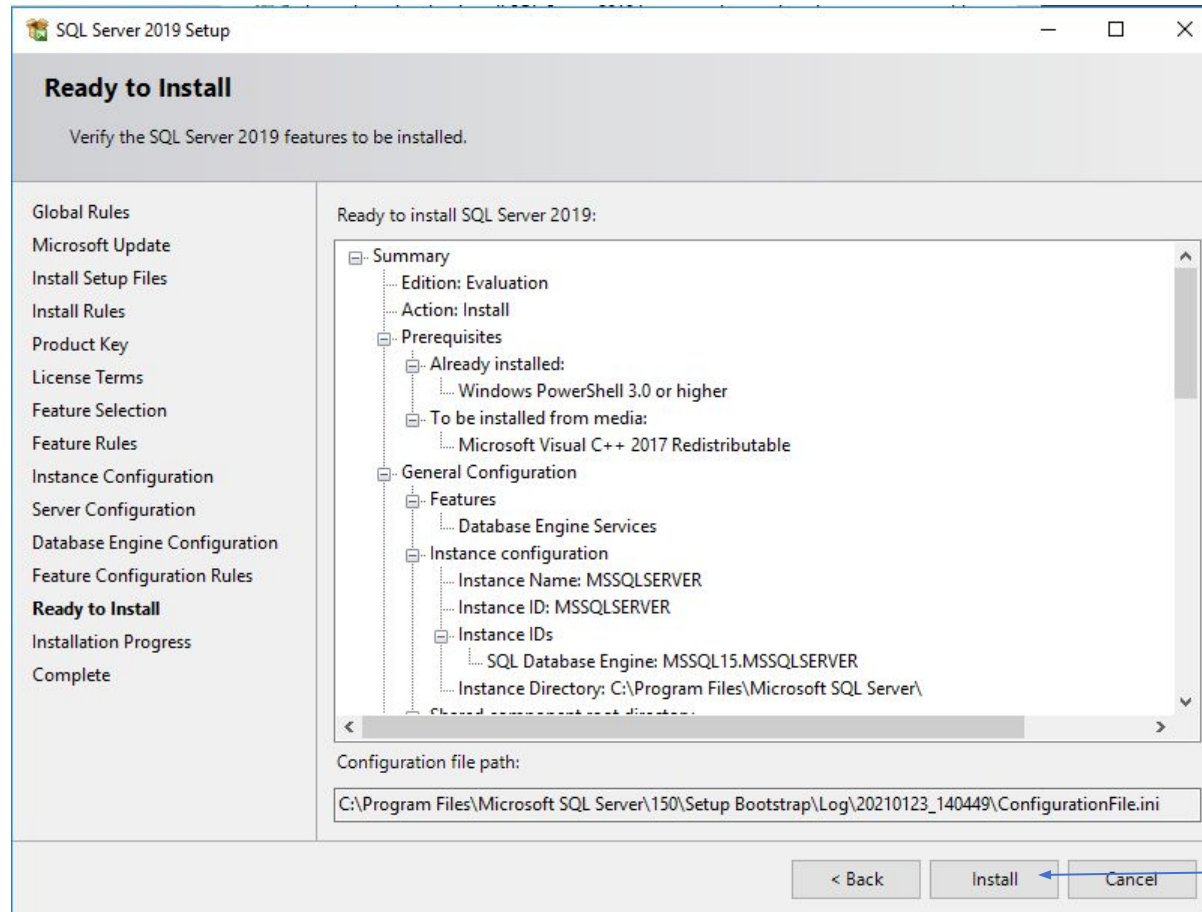 SQL Server 2019 Setup
Ready to Install
Verify the SQL Server 2019 features to be installed.
Global Rules
Microsoft Update
Install Setup Files
Install Rules
Product Key
License Terms
Feature Selection
Feature Rules
Instance Configuration
Server Configuration
Database Engine Configuration
Feature Configuration Rules
Ready to Install
Installation Progress
Complete
Ready to install SQL Server 2019:
Summary
Edition: Evaluation
Action: Install
Prerequisites
Already installed:
Windows PowerShell 3.0 or higher
To be installed from media:
Microsoft Visual C++ 2017 Redistributable
General Configuration
Features
Database Engine Services
Instance configuration
Instance Name: MSSQLSERVER
Instance ID: MSSQLSERVER
Instance IDs
SQL Database Engine: MSSQL15.MSSQLSERVER
Instance Directory: C:\Program Files\Microsoft SQL Server\
Shared component root directory
Configuration file path:
C:\Program Files\Microsoft SQL Server\150\Setup Bootstrap\Log\20210123_140449\ConfigurationFile.ini
< Back
Install
Cancel